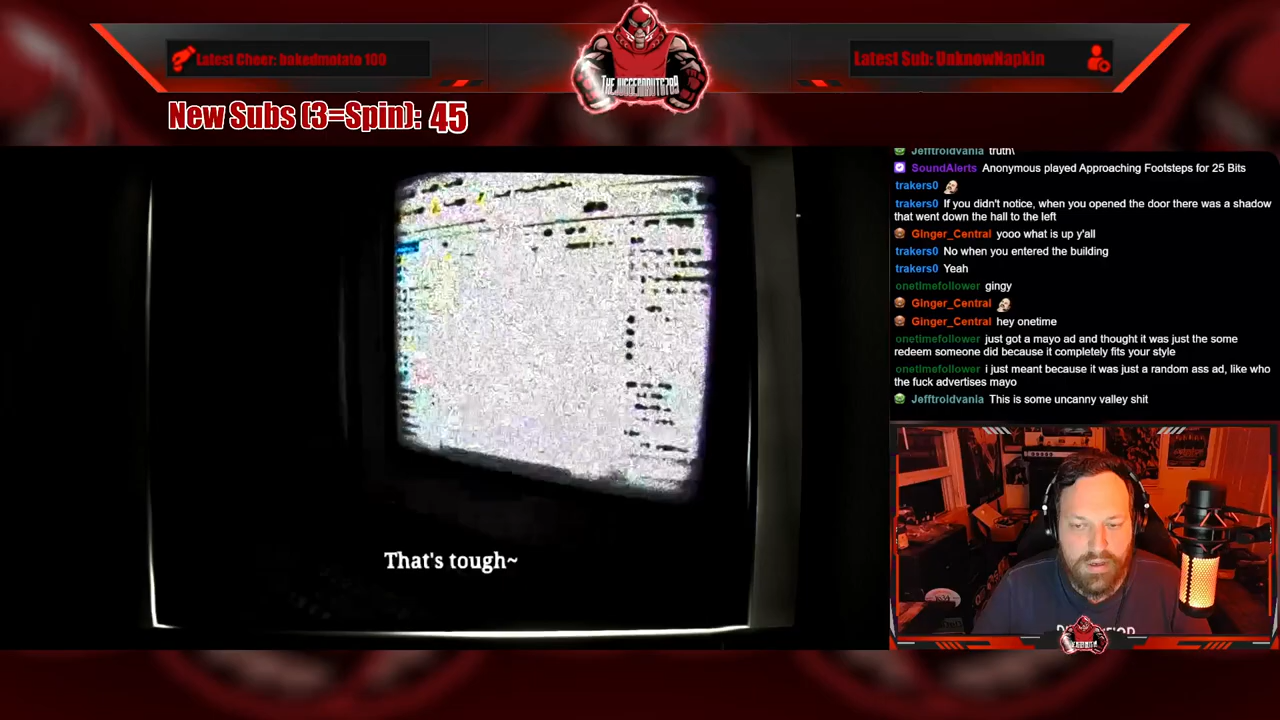 Latest Cheer: bakedmotato 100
THEJUGGERNAUT6789
Latest Sub: UnknowNapkin
New Subs (3=Spin): 45
Jefftroidvania truth\
SoundAlerts Anonymous played Approaching Footsteps for 25 Bits
trakers0
trakers0 If you didn't notice, when you opened the door there was a shadow
that went down the hall to the left
Ginger_Central yooo what is up y'all
trakers0 No when you entered the building
trakers0 Yeah
onetimefollower gingy
Ginger_Central
Ginger_Central hey onetime
onetimefollower just got a mayo ad and thought it was just the some
redeem someone did because it completely fits your style
onetimefollower i just meant because it was just a random ass ad, like who
the fuck advertises mayo
Jefftroidvania This is some uncanny valley shit
That's tough~